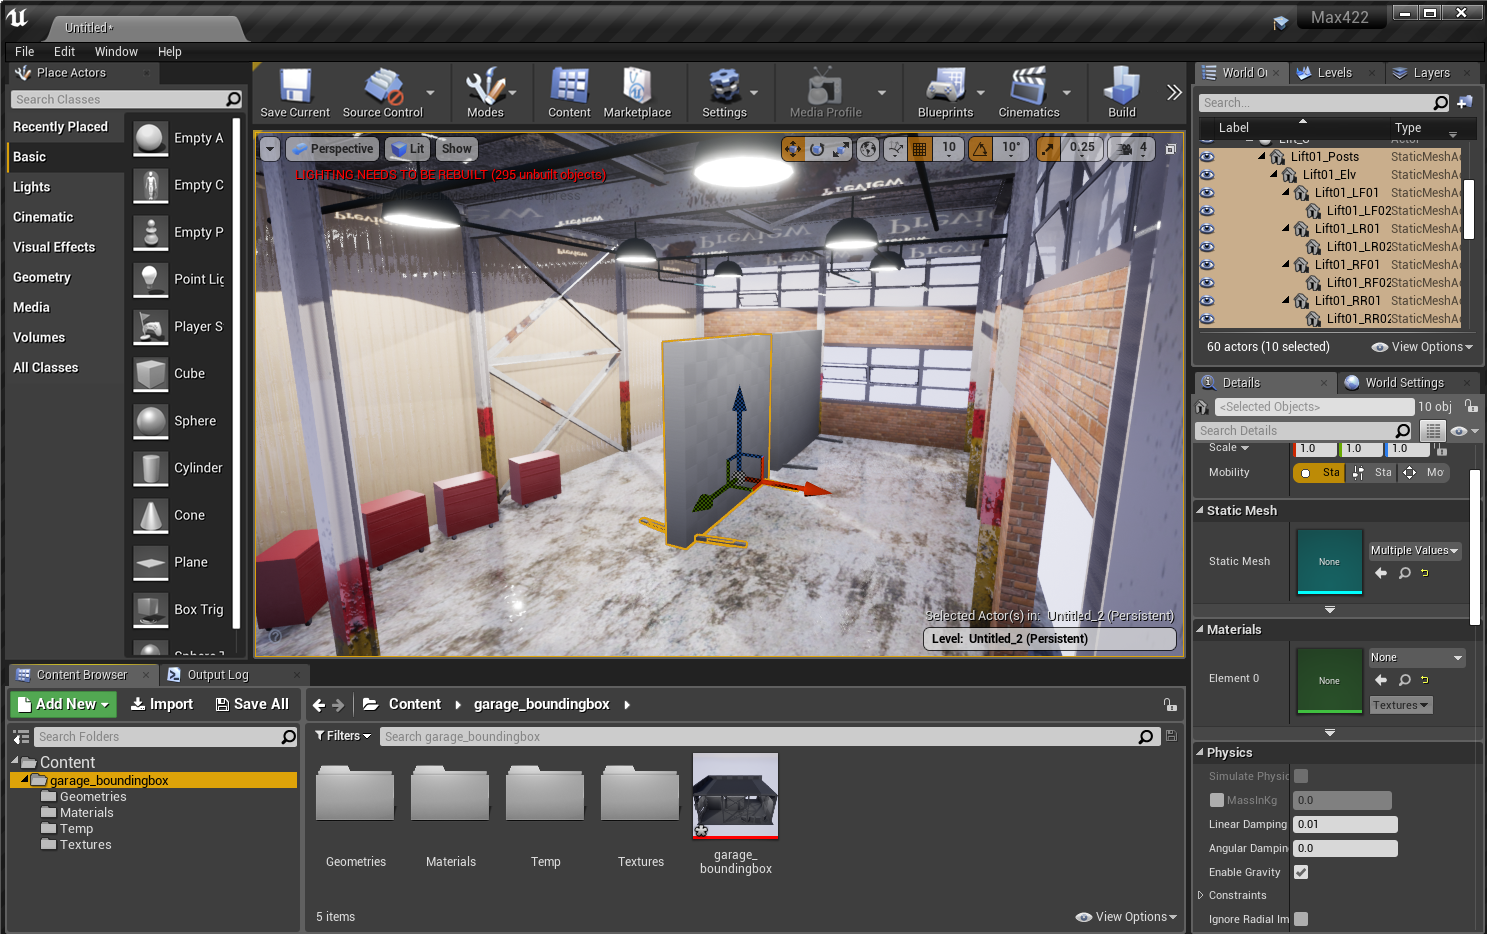 Untitled*
Max422
File Edit Window Help
Place Actors
Search Classes
Recently Placed
Basic
Lights
Cinematic
Visual Effects
Geometry
Media
Volumes
All Classes
Empty A
Empty C
Empty P
Point Lig
Player S
Cube
Sphere
Cylinder
Cone
Plane
Box Trig
Save Current
Source Control
Modes
Content
Marketplace
Settings
Media Profile
Blueprints
Cinematics
Build
Perspective
Lit
Show
10
10°
0.25
4
LIGHTING NEEDS TO BE REBUILT (295 unbuilt objects)
Preview
Preview
Preview
Preview
Selected Actor(s) in: Untitled_2 (Persistent)
Level: Untitled_2 (Persistent)
World O
Levels
Layers
Search...
Label Type
Lift01_Posts StaticMeshA
Lift01_Elv StaticMeshA
Lift01_LF01 StaticMeshA
Lift01_LF02 StaticMeshA
Lift01_LR01 StaticMeshA
Lift01_LR02 StaticMeshA
Lift01_RF01 StaticMeshA
Lift01_RF02 StaticMeshA
Lift01_RR01 StaticMeshA
Lift01_RR02 StaticMeshA
60 actors (10 selected)
View Options
Details
World Settings
<Selected Objects>
10 obj
Search Details
Scale 1.0 1.0 1.0
Mobility Sta Sta Mo
Static Mesh
Static Mesh
None
Multiple Values
Materials
Element 0
None
None
Textures
Physics
Simulate Physic
MassInKg 0.0
Linear Damping 0.01
Angular Dampin 0.0
Enable Gravity
Constraints
Ignore Radial Im
Content Browser
Output Log
Add New
Import
Save All
Content
garage_boundingbox
Search Folders
Filters
Search garage_boundingbox
Content
garage_boundingbox
Geometries
Materials
Temp
Textures
Geometries
Materials
Temp
Textures
garage_
boundingbox
5 items
View Options